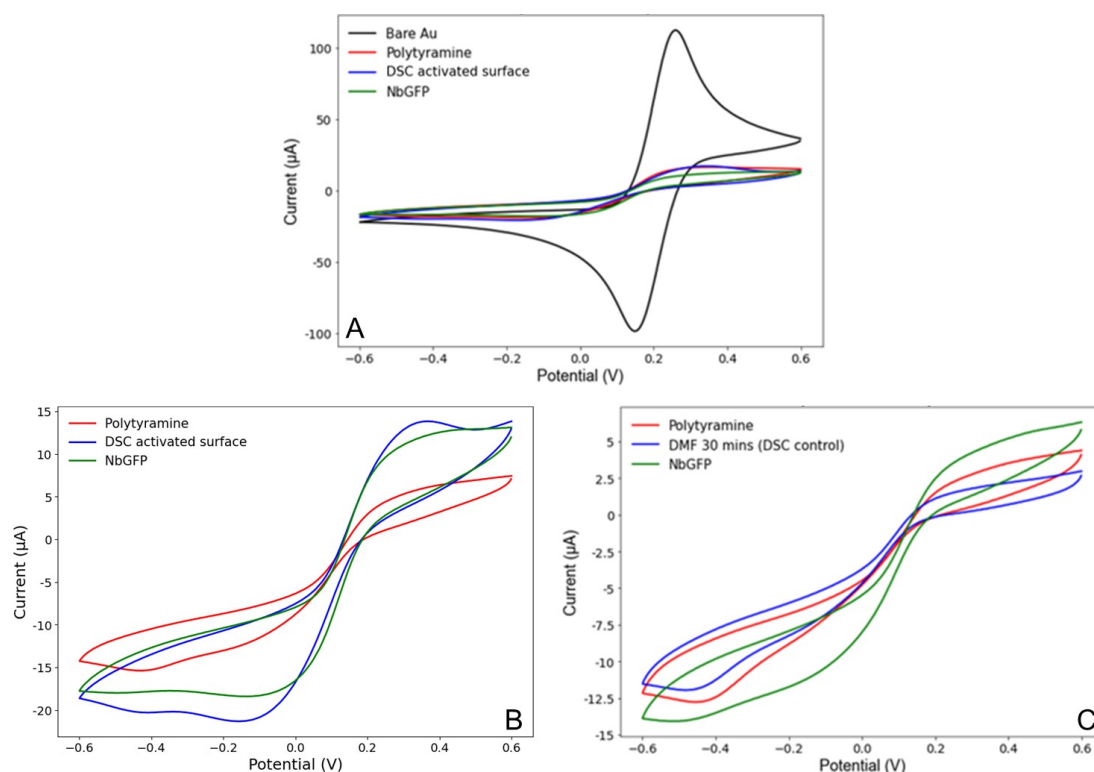 Bare Au
Polytyramine
DSC activated surface
NbGFP
100
50
0
-50
-100
Current (µA)
A
−0.6
−0.4
−0.2
0.0
0.2
0.4
0.6
Potential (V)
Polytyramine
DSC activated surface
NbGFP
15
10
5
0
−5
−10
−15
−20
Current (µA)
B
−0.6
−0.4
−0.2
0.0
0.2
0.4
0.6
Potential (V)
Polytyramine
DMF 30 mins (DSC control)
NbGFP
5
2.5
0
-2.5
-5
-7.5
-10
-12.5
-15
Current (µA)
C
−0.6
−0.4
−0.2
0.0
0.2
0.4
0.6
Potential (V)